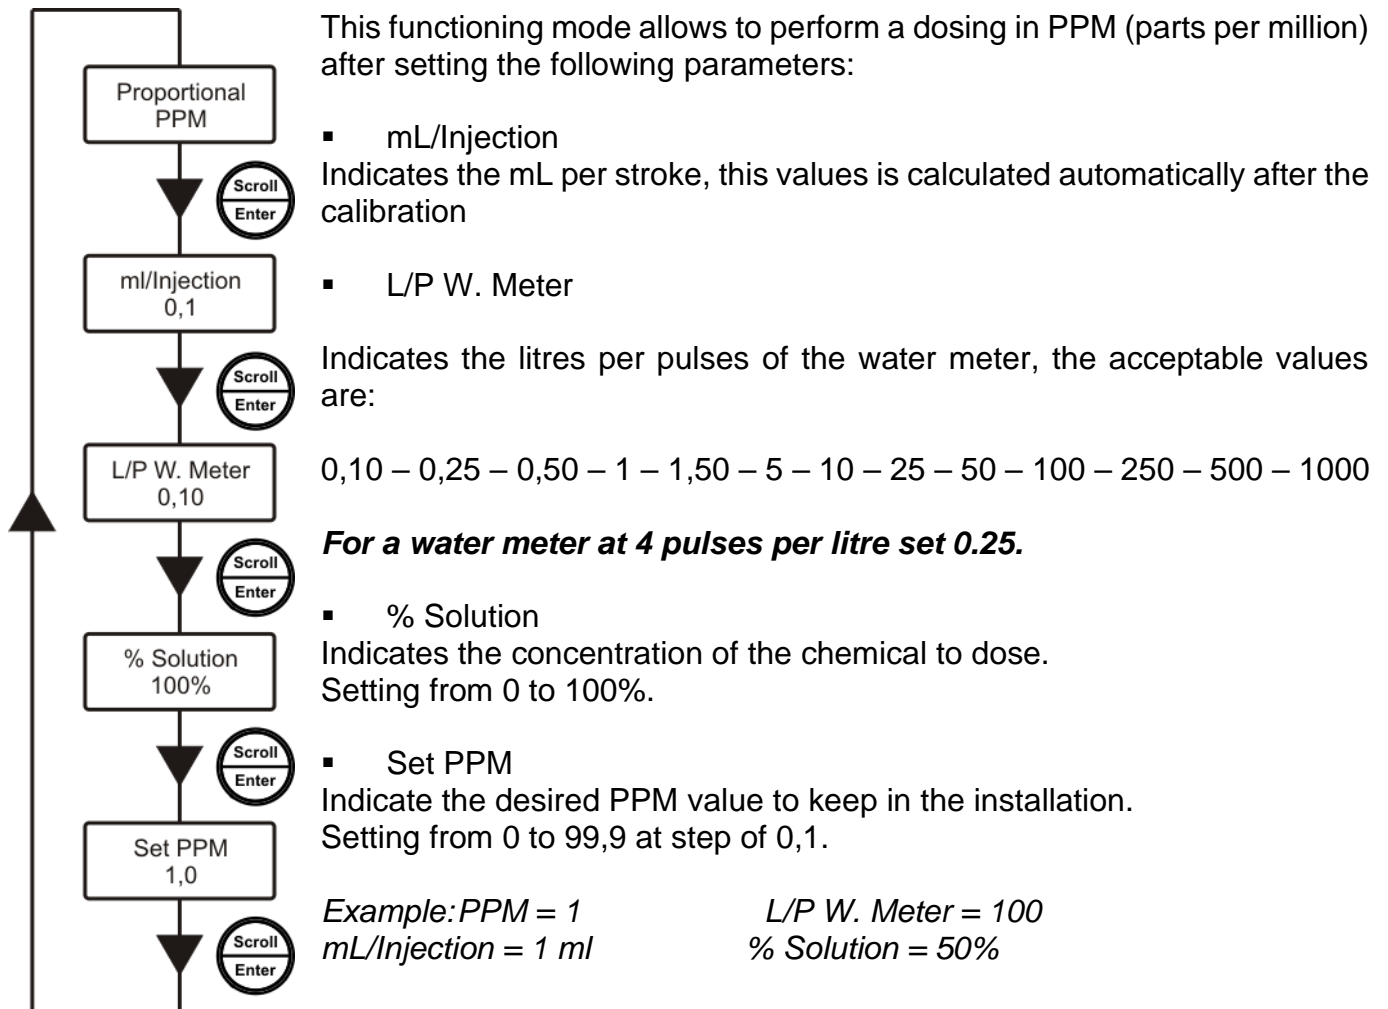 This functioning mode allows to perform a dosing in PPM (parts per million)
after setting the following parameters:
Proportional
PPM
▪ mL/Injection
Indicates the mL per stroke, this values is calculated automatically after the
calibration
Scroll
Enter
ml/Injection
0,1
▪ L/P W. Meter
Indicates the litres per pulses of the water meter, the acceptable values
are:
Scroll
Enter
L/P W. Meter
0,10
0,10 – 0,25 – 0,50 – 1 – 1,50 – 5 – 10 – 25 – 50 – 100 – 250 – 500 – 1000
For a water meter at 4 pulses per litre set 0.25.
Scroll
Enter
▪ % Solution
Indicates the concentration of the chemical to dose.
Setting from 0 to 100%.
% Solution
100%
Scroll
Enter
▪ Set PPM
Indicate the desired PPM value to keep in the installation.
Setting from 0 to 99,9 at step of 0,1.
Set PPM
1,0
Example: PPM = 1 L/P W. Meter = 100
mL/Injection = 1 ml % Solution = 50%
Scroll
Enter